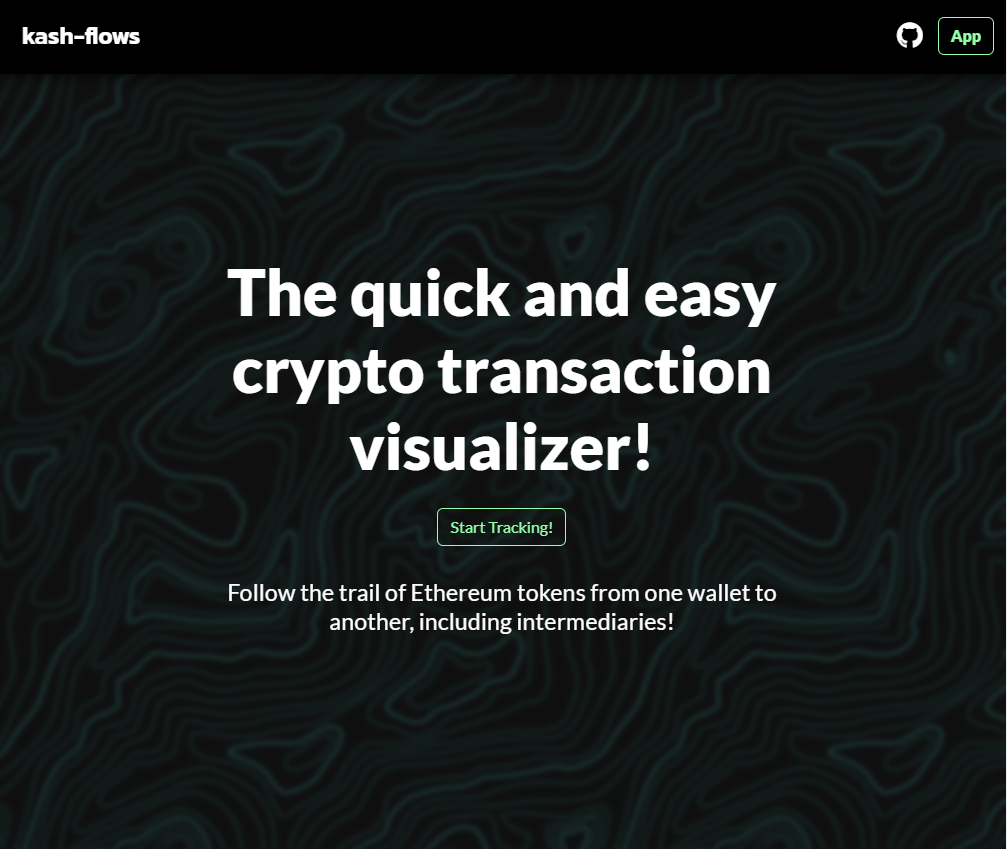 kash-flows
App
The quick and easy
crypto transaction
visualizer!
Start Tracking!
Follow the trail of Ethereum tokens from one wallet to
another, including intermediaries!